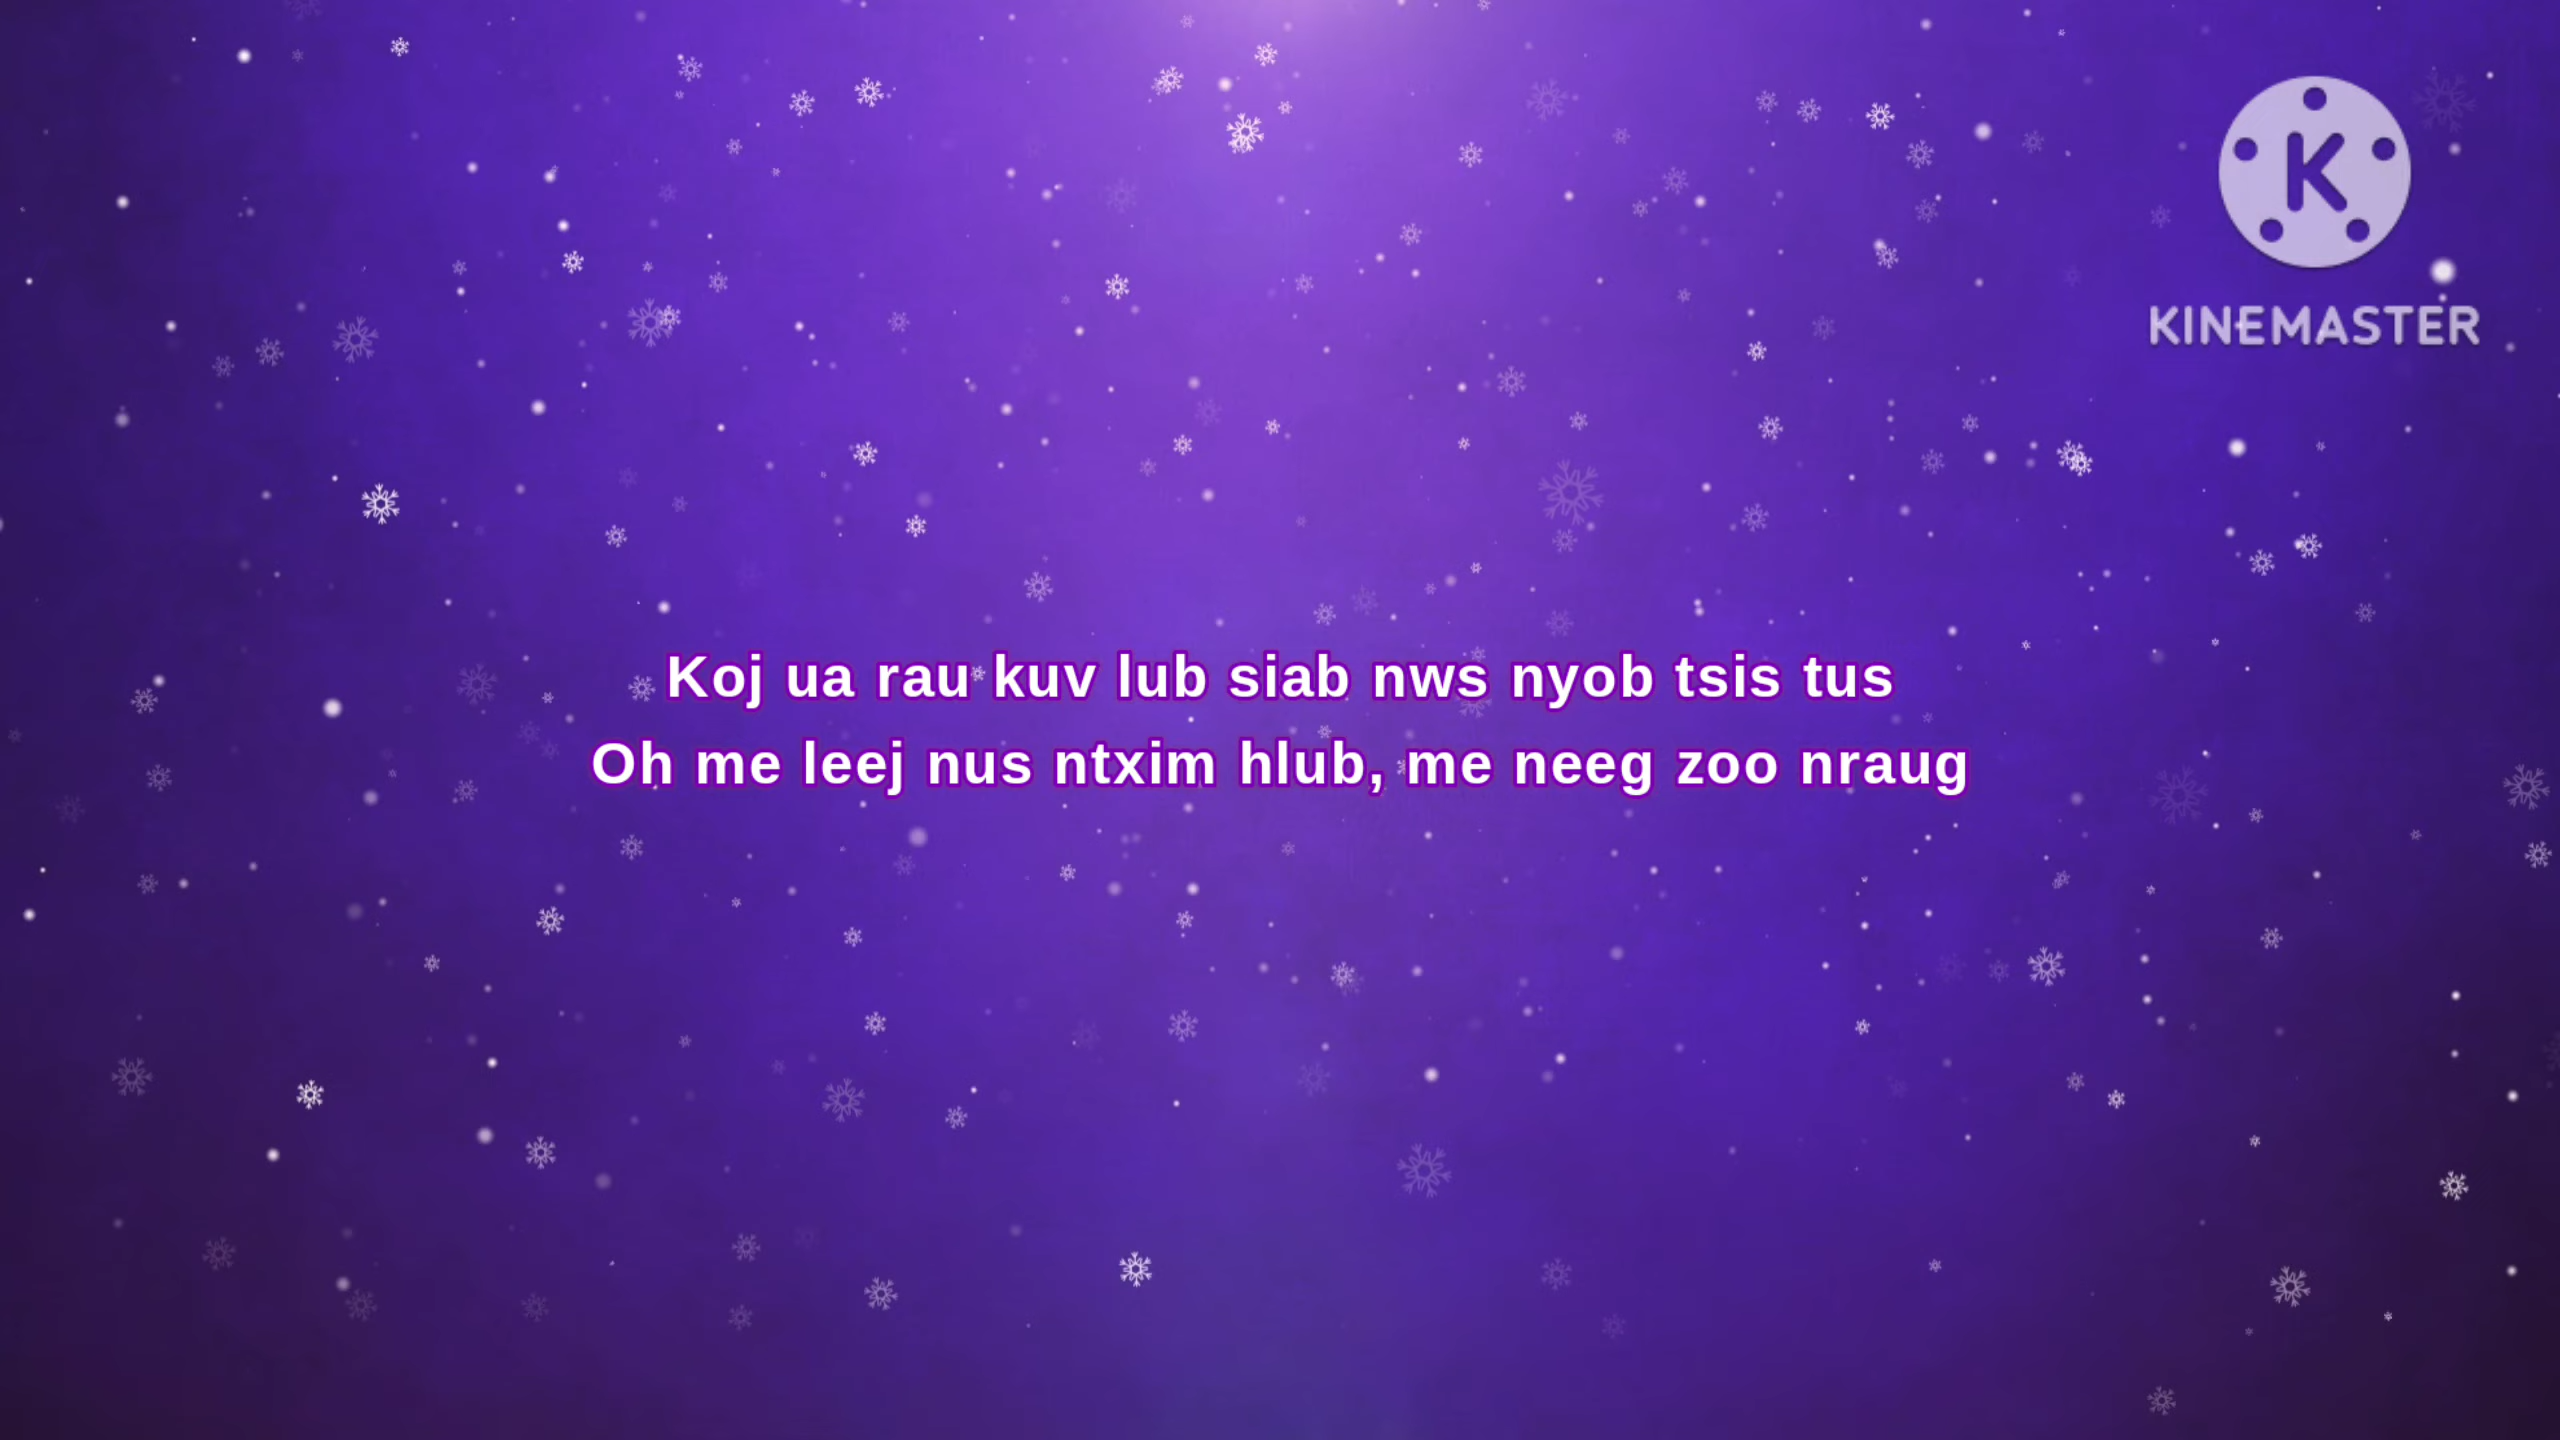 K
KINEMASTER
Koj ua rau kuv lub siab nws nyob tsis tus
Oh me leej nus ntxim hlub, me neeg zoo nraug